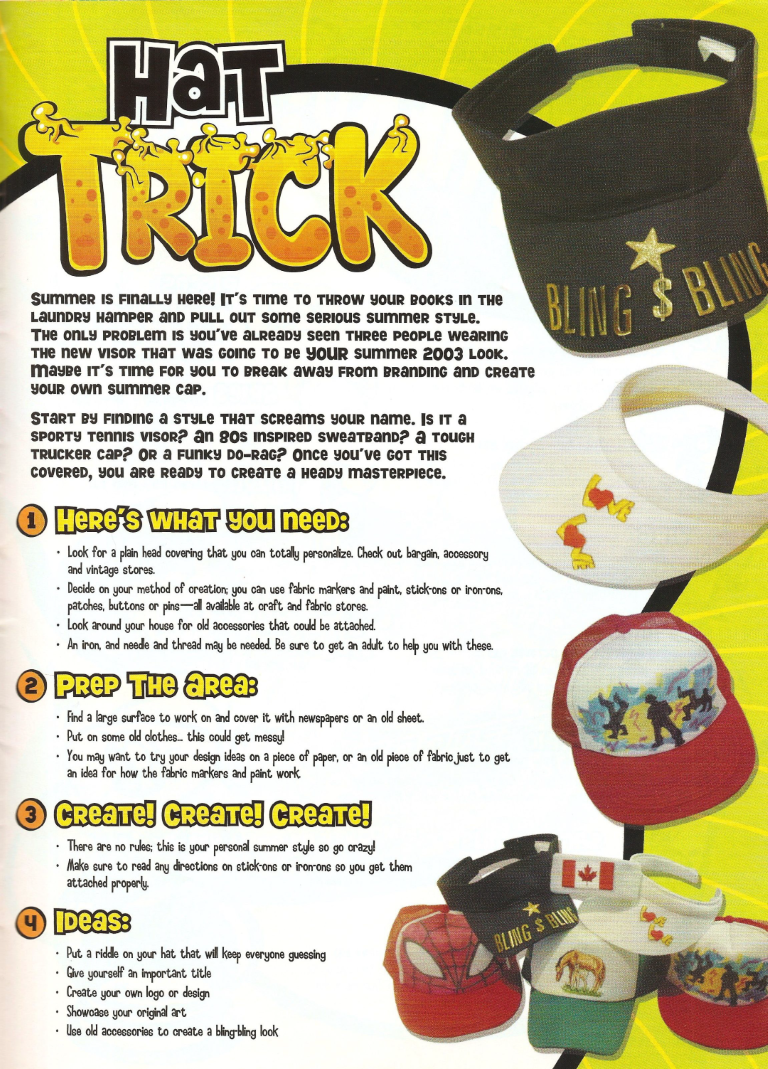 HaT
TRICK
Summer is finally here! It's time to throw your books in the
laundry hamper and pull out some serious summer style.
The only problem is you've already seen three people wearing
the new visor that was going to be YOUR summer 2003 look.
Maybe it's time for you to break away from branding and create
your own summer cap.
Start by finding a style that screams your name. Is it a
sporty tennis visor? An 80s inspired sweatband? A tough
trucker cap? Or a funky do-rag? Once you've got this
covered, you are ready to create a heady masterpiece.
1 Here's what you need:
• Look for a plain head covering that you can totally personalize. Check out bargain, accessory
and vintage stores.
• Decide on your method of creation; you can use fabric markers and paint, stick-ons or iron-ons,
patches, buttons or pins—all available at craft and fabric stores.
• Look around your house for old accessories that could be attached.
• An iron, and needle and thread may be needed. Be sure to get an adult to help you with these.
2 Prep The Area:
• Find a large surface to work on and cover it with newspapers or an old sheet.
• Put on some old clothes... this could get messy!
• You may want to try your design ideas on a piece of paper, or an old piece of fabric just to get
an idea for how the fabric markers and paint work.
3 Create! Create! Create!
• There are no rules; this is your personal summer style so go crazy!
• Make sure to read any directions on stick-ons or iron-ons so you get them
attached properly.
4 Ideas:
• Put a riddle on your hat that will keep everyone guessing
• Give yourself an important title
• Create your own logo or design
• Showcase your original art
• Use old accessories to create a bling-bling look
BLING $ BLING
LOVE
LOVE
BLING $ BLIN
LOVE
LOVE